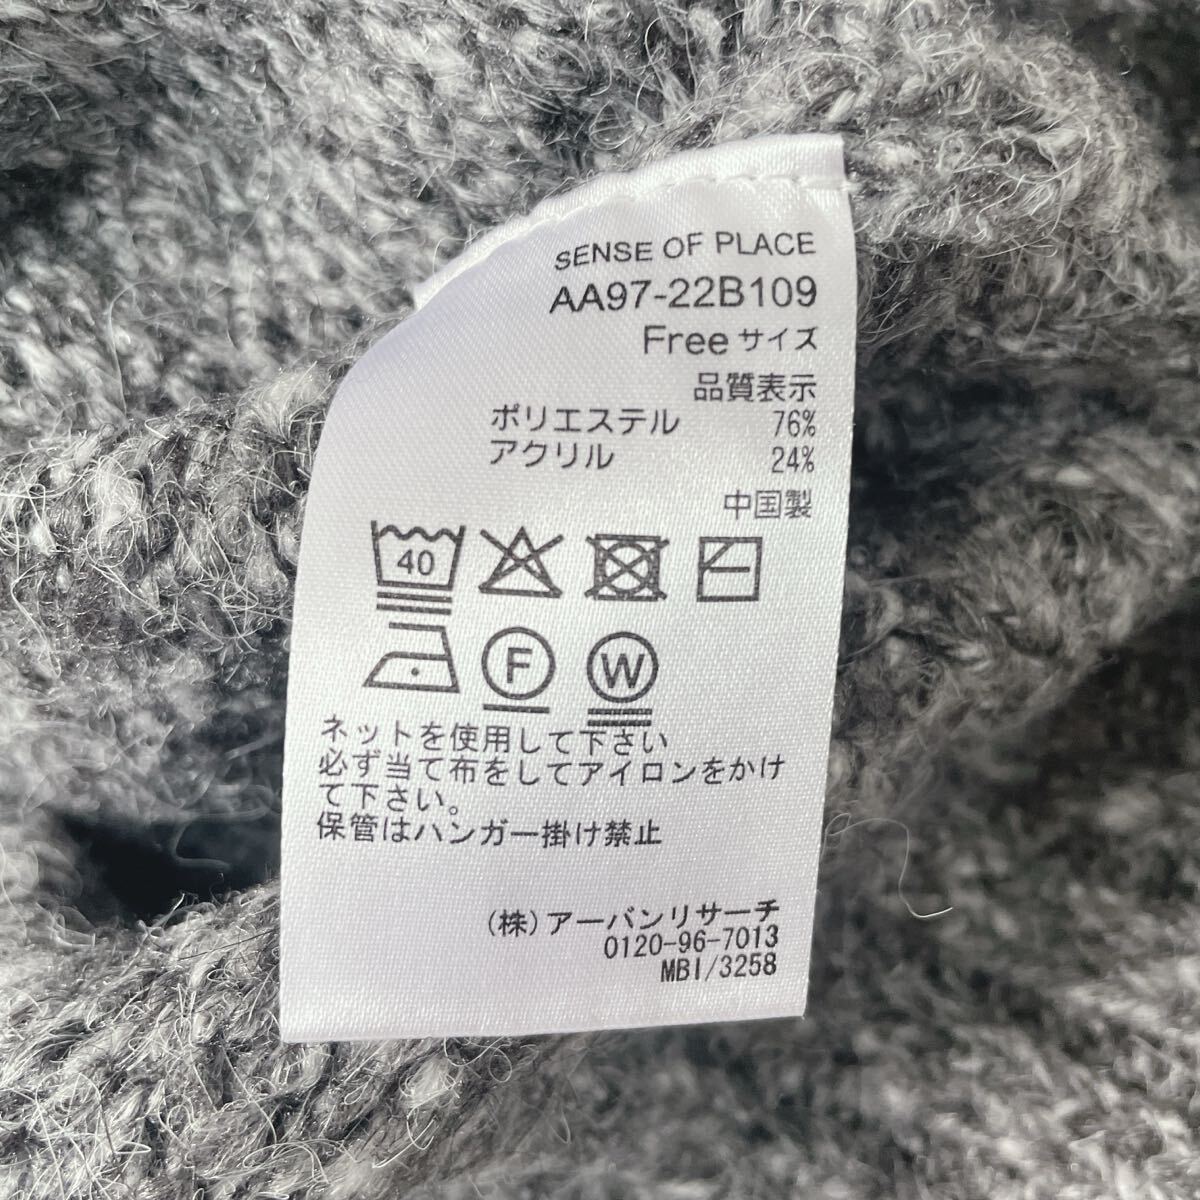 SENSE OF PLACE
AA97-22B109
Freeサイズ
品質表示
ポリエステル 76%
アクリル 24%
中国製
40
F W
ネットを使用して下さい
必ず当て布をしてアイロンをかけ
て下さい。
保管はハンガー掛け禁止
(株)アーバンリサーチ
0120-96-7013
MBI/3258